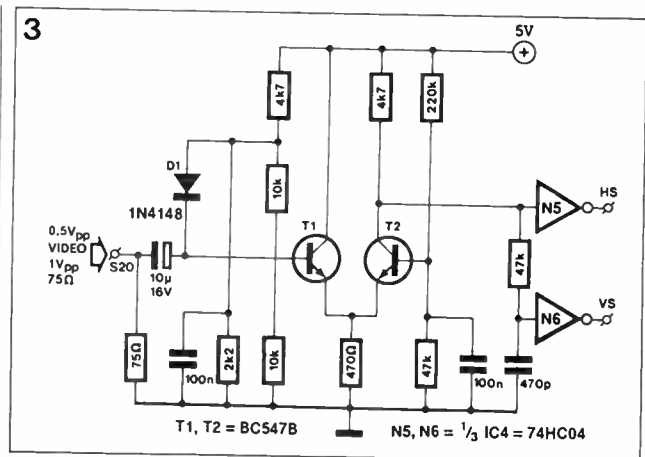 3
5V
4k7
4k7
220k
D1
1N4148
10k
T1
T2
N5
HS
0.5Vpp
VIDEO
1Vpp
75Ω
S20
10µ
16V
47k
N6
VS
75Ω
100n
2k2
10k
470Ω
47k
100n
470p
T1, T2 = BC547B
N5, N6 = 1/3 IC4 = 74HC04